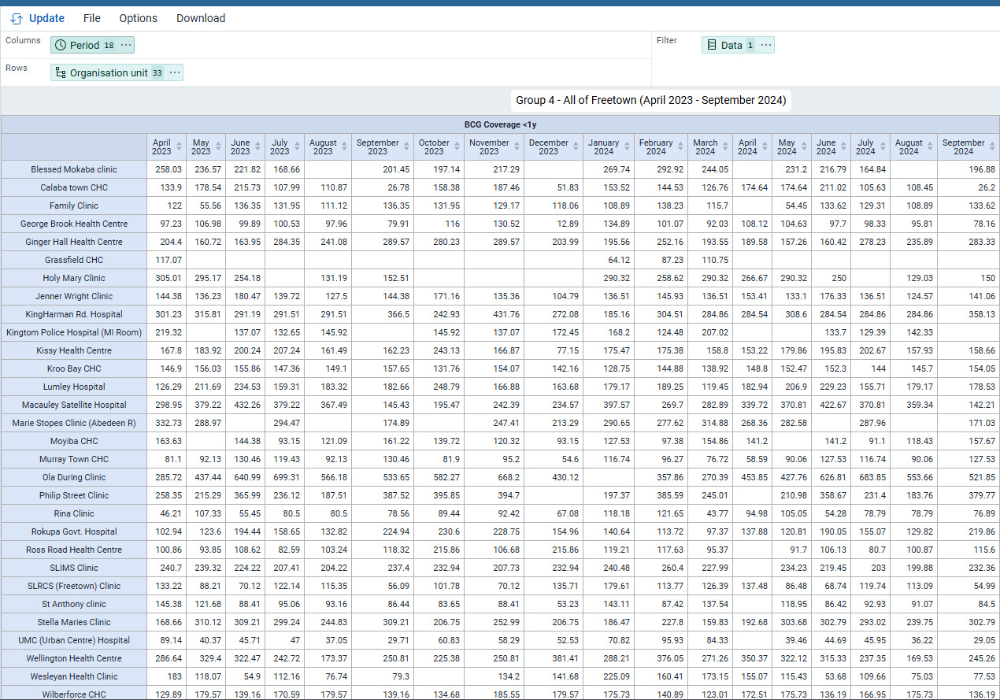 Update File Options Download
Columns Period 18 ··· Filter Data 1 ···
Rows Organisation unit 33 ···
Group 4 - All of Freetown (April 2023 - September 2024)
BCG Coverage <1y
April 2023 May 2023 June 2023 July 2023 August 2023 September 2023 October 2023 November 2023 December 2023 January 2024 February 2024 March 2024 April 2024 May 2024 June 2024 July 2024 August 2024 September 2024
Blessed Mokaba clinic 258.03 236.57 221.82 168.66 201.45 197.14 217.29 269.74 292.92 244.05 231.2 216.79 164.84 196.88
Calaba town CHC 133.9 178.54 215.73 107.99 110.87 26.78 158.38 187.46 51.83 153.52 144.53 126.76 174.64 174.64 211.02 105.63 108.45 26.2
Family Clinic 122 55.56 136.35 131.95 111.12 136.35 131.95 129.17 118.06 108.89 138.23 115.7 54.45 133.62 129.31 108.89 133.62
George Brook Health Centre 97.23 106.98 99.89 100.53 97.96 79.91 116 130.52 12.89 134.89 101.07 92.03 108.12 104.63 97.7 98.33 95.81 78.16
Ginger Hall Health Centre 204.4 160.72 163.95 284.35 241.08 289.57 280.23 289.57 203.99 195.56 252.16 193.55 189.58 157.26 160.42 278.23 235.89 283.33
Grassfield CHC 117.07 64.12 87.23 110.75
Holy Mary Clinic 305.01 295.17 254.18 131.19 152.51 290.32 258.62 290.32 266.67 290.32 250 129.03 150
Jenner Wright Clinic 144.38 136.23 180.47 139.72 127.5 144.38 171.16 135.36 104.79 136.51 145.93 136.51 153.41 133.1 176.33 136.51 124.57 141.06
KingHarman Rd. Hospital 301.23 315.81 291.19 291.51 291.51 366.5 242.93 431.76 272.08 185.16 304.51 284.86 284.54 308.6 284.54 284.86 284.86 358.13
Kingtom Police Hospital (MI Room) 219.32 137.07 132.65 145.92 145.92 137.07 172.45 168.2 124.48 207.02 133.7 129.39 142.33
Kissy Health Centre 167.8 183.92 200.24 207.24 161.49 162.23 243.13 166.87 77.15 175.47 175.38 158.8 153.22 179.86 195.83 202.67 157.93 158.66
Kroo Bay CHC 146.9 156.03 155.86 147.36 149.1 157.65 131.76 154.07 142.16 128.75 144.88 138.92 148.8 152.47 152.3 144 145.7 154.05
Lumley Hospital 126.29 211.69 234.53 159.31 183.32 182.66 248.79 166.88 163.68 179.17 189.25 119.45 182.94 206.9 229.23 155.71 179.17 178.53
Macauley Satellite Hospital 298.95 379.22 432.26 379.22 367.49 145.43 195.47 242.39 234.57 397.57 269.7 282.89 339.72 370.81 422.67 370.81 359.34 142.21
Marie Stopes Clinic (Abedeen R) 332.73 288.97 294.47 174.89 247.41 213.29 290.65 277.62 314.88 268.36 282.58 287.96 171.03
Moyiba CHC 163.63 144.38 93.15 121.09 161.22 139.72 120.32 93.15 127.53 97.38 154.86 141.2 141.2 91.1 118.43 157.67
Murray Town CHC 81.1 92.13 130.46 119.43 92.13 130.46 81.9 95.2 54.6 116.74 96.27 76.72 58.59 90.06 127.53 116.74 90.06 127.53
Ola During Clinic 285.72 437.44 640.99 699.31 566.18 533.65 582.27 668.2 430.12 357.86 270.39 453.85 427.76 626.81 683.85 553.66 521.85
Philip Street Clinic 258.35 215.29 365.99 236.12 187.51 387.52 395.85 394.7 197.37 385.59 245.01 210.98 358.67 231.4 183.76 379.77
Rina Clinic 46.21 107.33 55.45 80.5 80.5 78.56 89.44 92.42 67.08 118.18 121.65 43.77 94.98 105.05 54.28 78.79 78.79 76.89
Rokupa Govt. Hospital 102.94 123.6 194.44 158.65 132.82 224.94 230.6 228.75 154.96 140.64 113.72 97.37 137.88 120.81 190.05 155.07 129.82 219.86
Ross Road Health Centre 100.86 93.85 108.62 82.59 103.24 118.32 215.86 106.68 215.86 119.21 117.63 95.37 91.7 106.13 80.7 100.87 115.6
SLIMS Clinic 240.7 239.32 224.22 207.41 204.22 237.4 232.94 207.73 232.94 240.48 260.4 227.99 234.23 219.45 203 199.88 232.36
SLRCS (Freetown) Clinic 133.22 88.21 70.12 122.14 115.35 56.09 101.78 70.12 135.71 179.61 113.77 126.39 137.48 86.48 68.74 119.74 113.09 54.99
St Anthony clinic 145.38 121.68 88.41 95.06 93.16 86.44 83.65 88.41 53.23 143.11 87.42 137.54 118.95 86.42 92.93 91.07 84.5
Stella Maries Clinic 168.66 310.12 309.21 299.24 244.83 309.21 206.75 252.99 206.75 186.47 227.8 159.83 192.68 303.68 302.79 293.02 239.75 302.79
UMC (Urban Centre) Hospital 89.14 40.37 45.71 47 37.05 29.71 60.83 58.29 52.53 70.82 95.93 84.33 39.46 44.69 45.95 36.22 29.05
Wellington Health Centre 286.64 329.4 322.47 242.72 173.37 250.81 225.38 250.81 381.41 288.21 376.05 271.26 350.37 322.12 315.33 237.35 169.53 245.26
Wesleyan Health Clinic 183 118.07 54.9 112.16 76.74 79.3 134.2 141.68 225.09 160.41 173.15 155.07 115.43 53.68 109.66 75.03 77.53
Wilberforce CHC 129.89 179.57 139.16 170.59 179.57 139.16 134.68 185.55 179.57 175.73 140.89 123.01 172.51 175.73 136.19 166.95 175.73 136.19